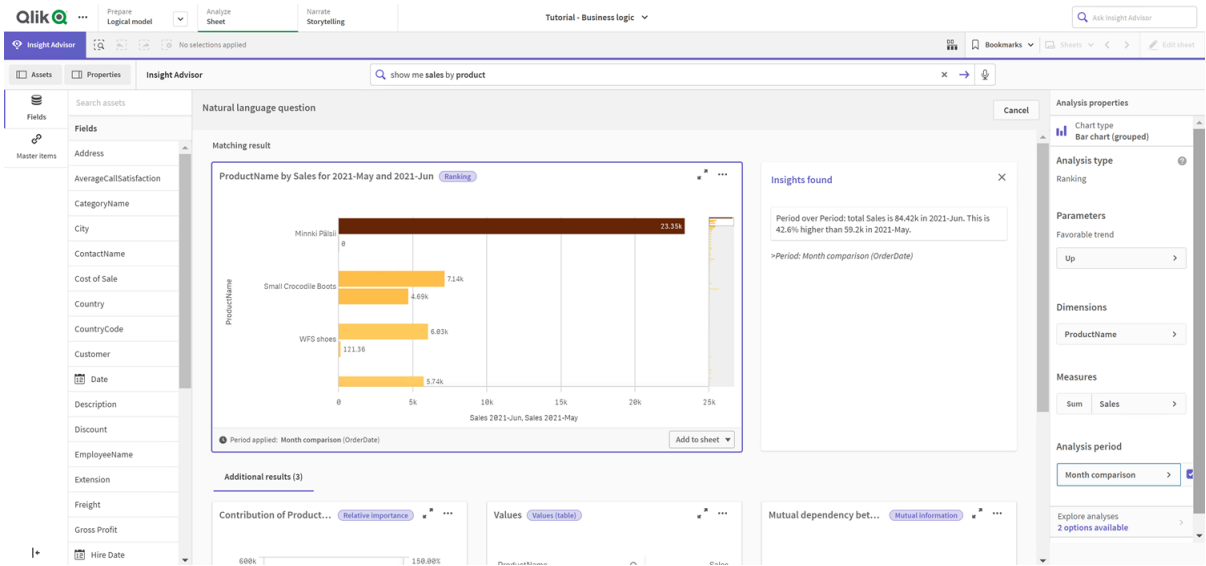 Qlik
Prepare
Logical model
Analyze
Sheet
Narrate
Storytelling
Tutorial - Business logic
Ask Insight Advisor
Insight Advisor
No selections applied
Bookmarks
Sheets
Edit sheet
Assets
Properties
Insight Advisor
show me sales by product
Fields
Master items
Search assets
Fields
Address
AverageCallSatisfaction
CategoryName
City
ContactName
Cost of Sale
Country
CountryCode
Customer
Date
Description
Discount
EmployeeName
Extension
Freight
Gross Profit
Hire Date
Natural language question
Cancel
Matching result
ProductName by Sales for 2021-May and 2021-Jun
Ranking
ProductName
Minnki Pälsii
23.35k
0
Small Crocodile Boots
7.14k
4.69k
WFS shoes
6.03k
121.36
5.74k
0
5k
10k
15k
20k
25k
Sales 2021-Jun, Sales 2021-May
Period applied: Month comparison (OrderDate)
Add to sheet
Insights found
Period over Period: total Sales is 84.42k in 2021-Jun. This is
42.6% higher than 59.2k in 2021-May.
>Period: Month comparison (OrderDate)
Additional results (3)
Contribution of Product...
Relative importance
600k
150.00%
Values
Values (table)
ProductName
Sales
Mutual dependency bet...
Mutual information
Analysis properties
Chart type
Bar chart (grouped)
Analysis type
Ranking
Parameters
Favorable trend
Up
Dimensions
ProductName
Measures
Sum
Sales
Analysis period
Month comparison
Explore analyses
2 options available